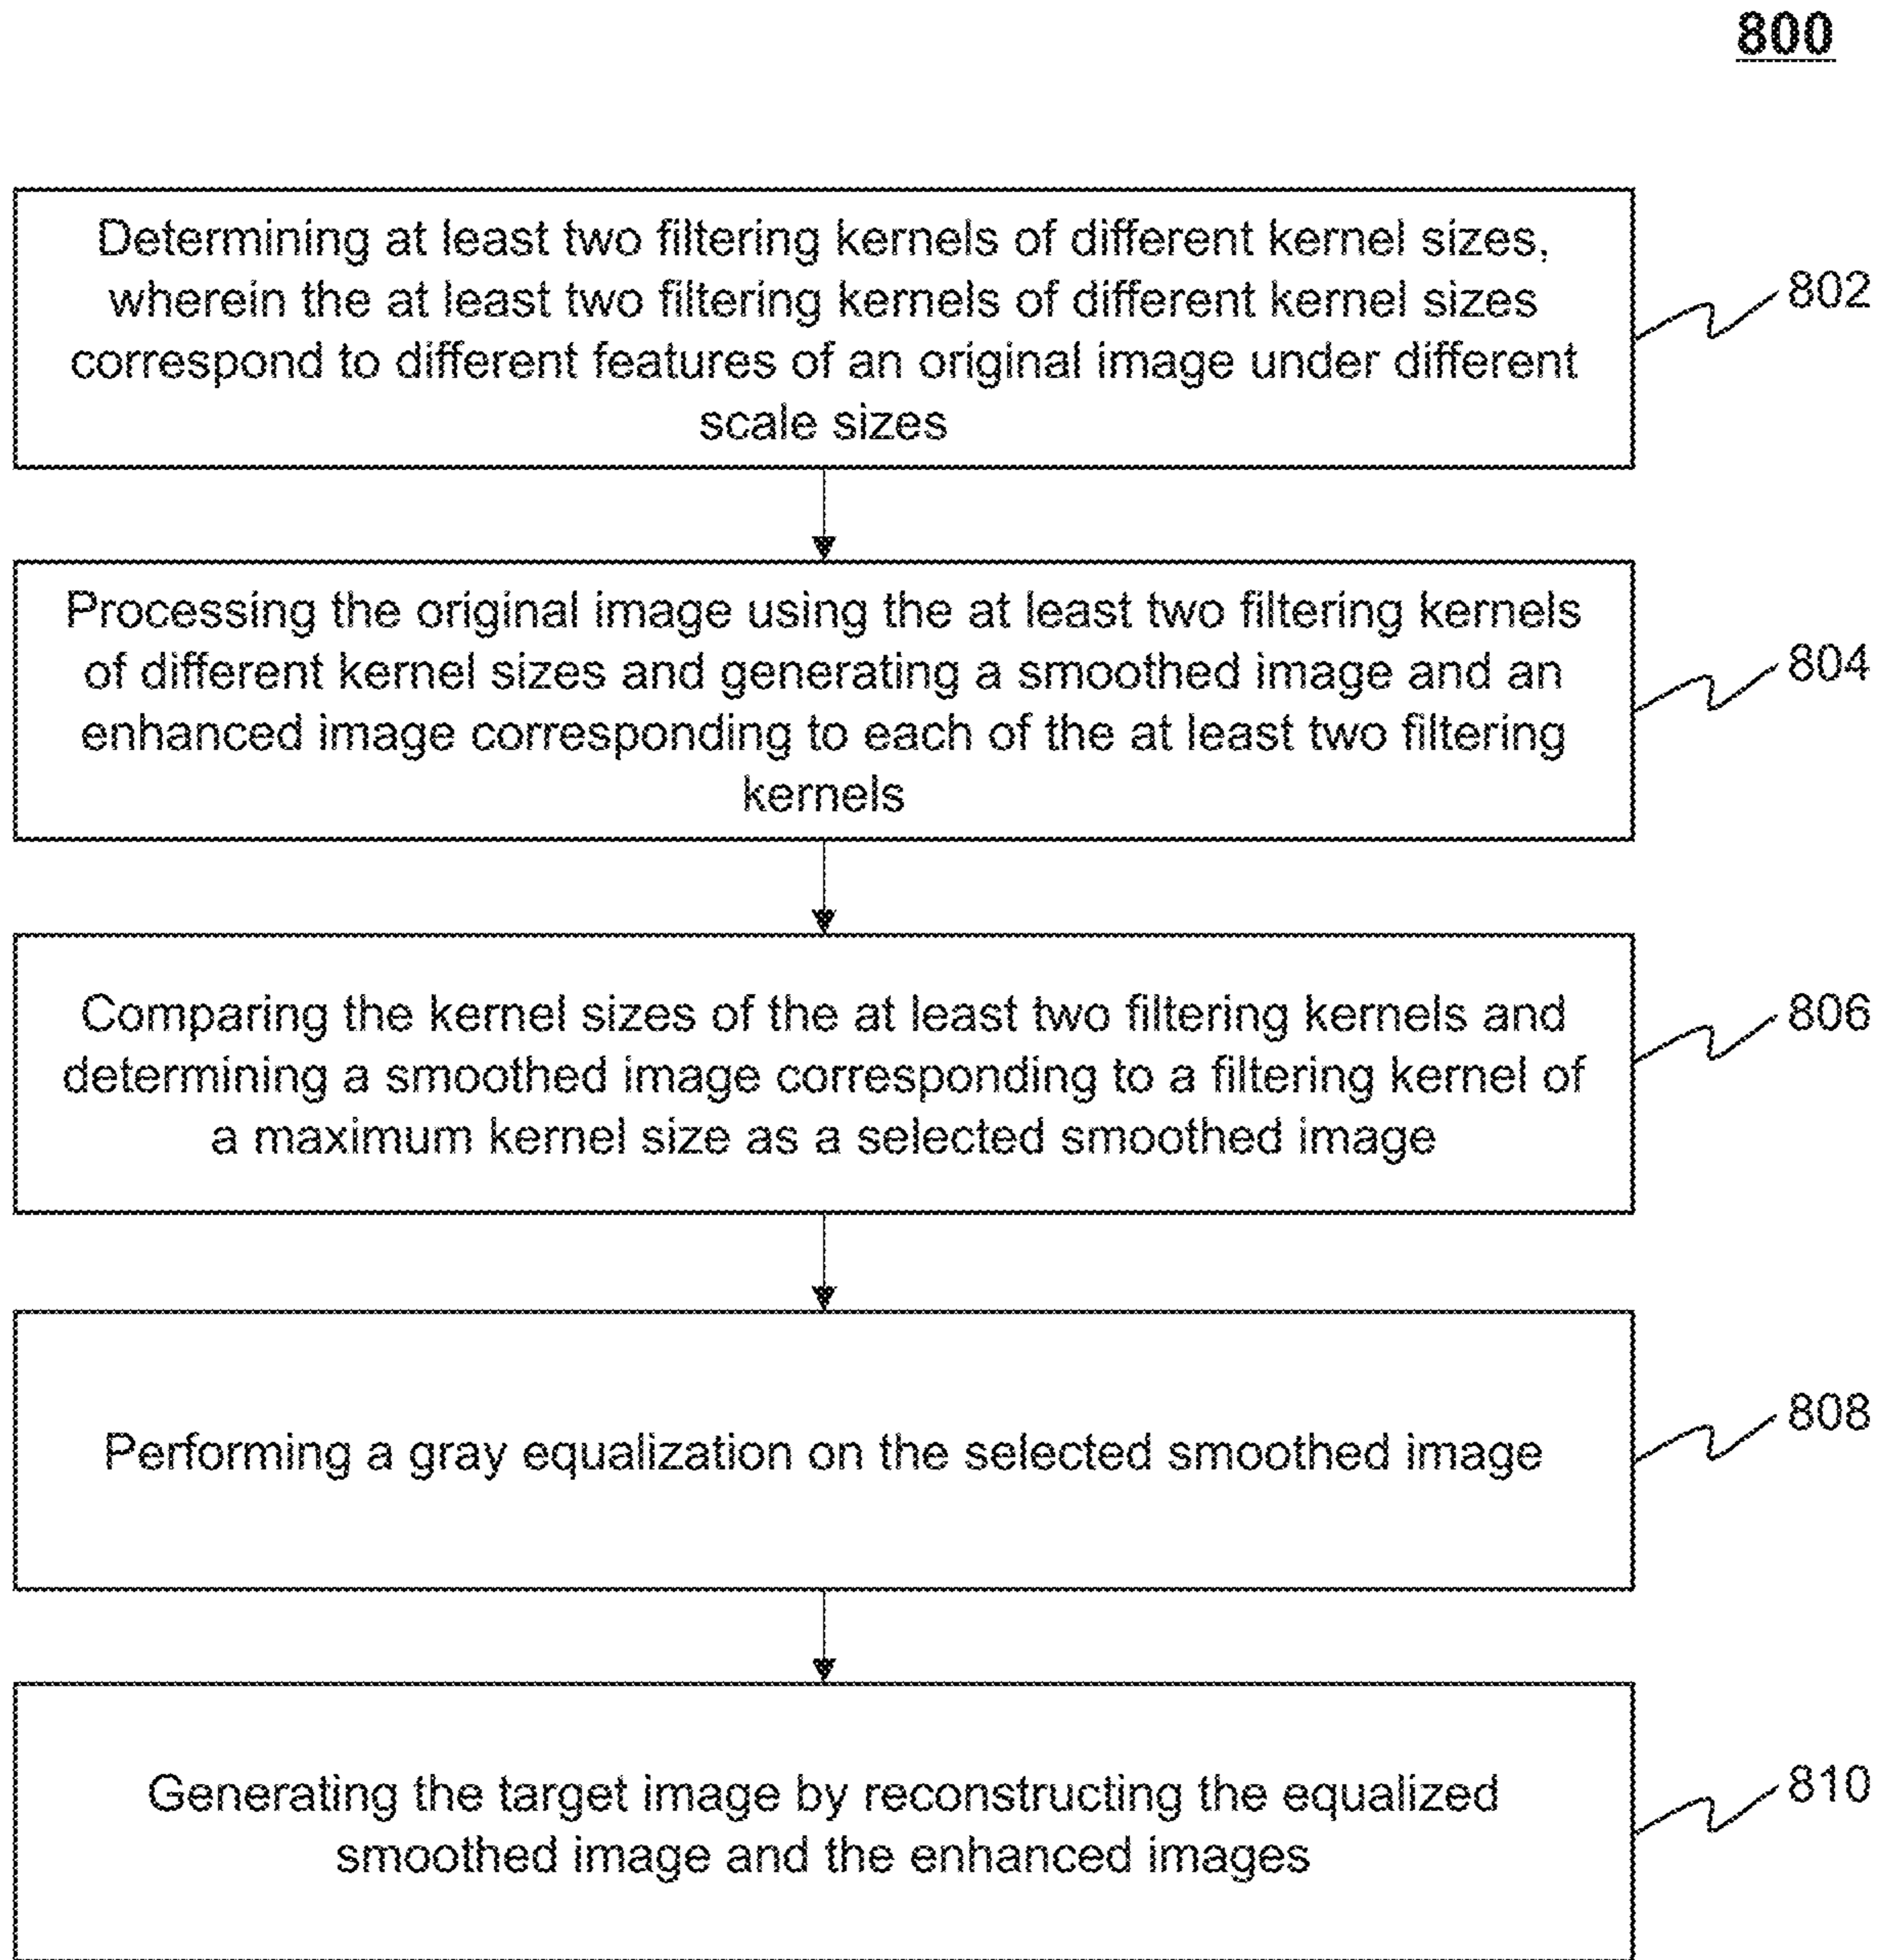 800
Determining at least two filtering kernels of different kernel sizes,
wherein the at least two filtering kernels of different kernel sizes
correspond to different features of an original image under different
scale sizes
802
Processing the original image using the at least two filtering kernels
of different kernel sizes and generating a smoothed image and an
enhanced image corresponding to each of the at least two filtering
kernels
804
Comparing the kernel sizes of the at least two filtering kernels and
determining a smoothed image corresponding to a filtering kernel of
a maximum kernel size as a selected smoothed image
806
Performing a gray equalization on the selected smoothed image
808
Generating the target image by reconstructing the equalized
smoothed image and the enhanced images
810